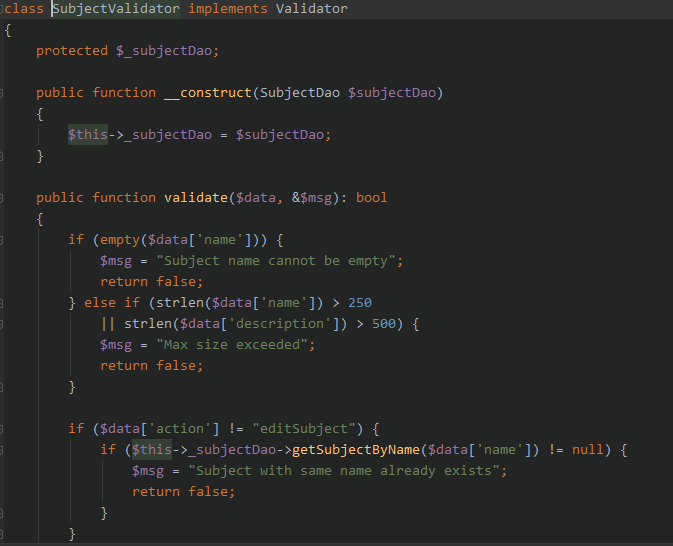 class SubjectValidator implements Validator
{
    protected $_subjectDao;

    public function __construct(SubjectDao $subjectDao)
    {
        $this->_subjectDao = $subjectDao;
    }

    public function validate($data, &$msg): bool
    {
        if (empty($data['name'])) {
            $msg = "Subject name cannot be empty";
            return false;
        } else if (strlen($data['name']) > 250
            || strlen($data['description']) > 500) {
            $msg = "Max size exceeded";
            return false;
        }

        if ($data['action'] != "editSubject") {
            if ($this->_subjectDao->getSubjectByName($data['name']) != null) {
                $msg = "Subject with same name already exists";
                return false;
            }
        }